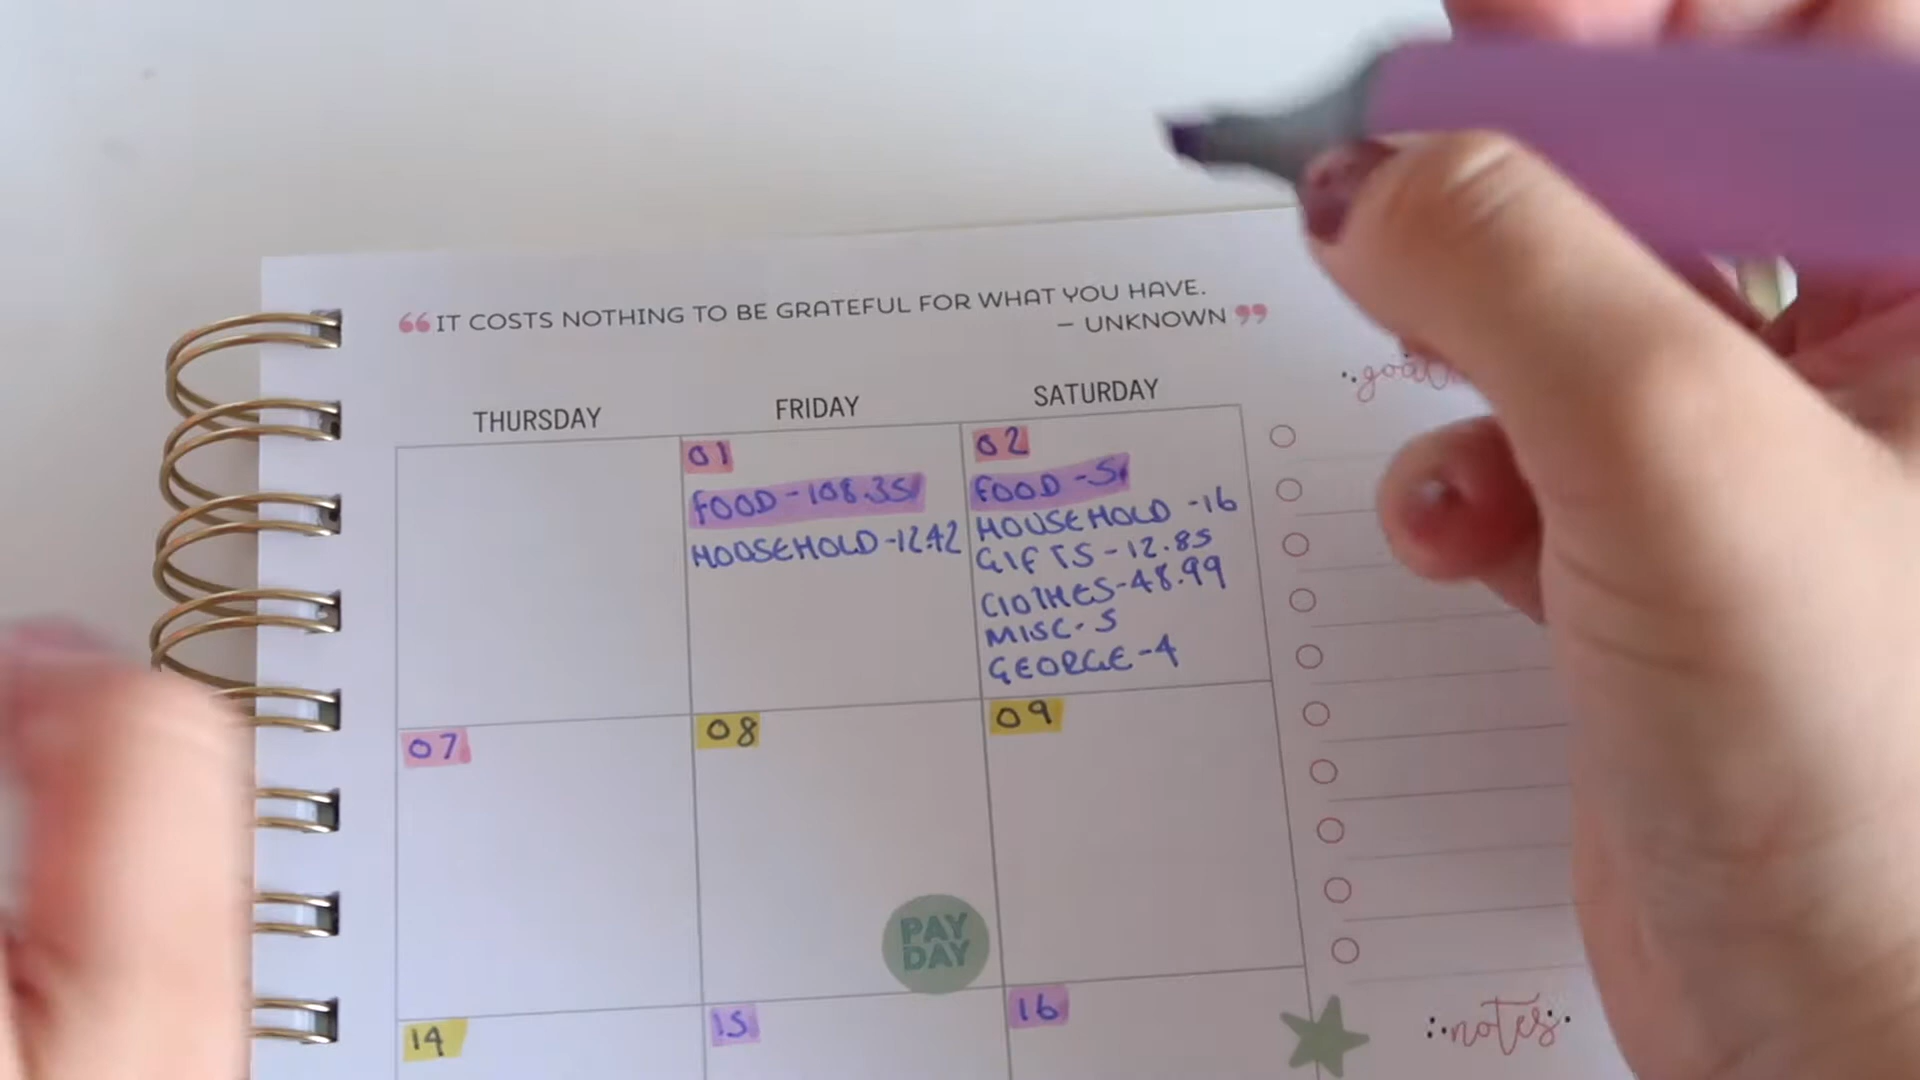 ❝ IT COSTS NOTHING TO BE GRATEFUL FOR WHAT YOU HAVE.
– UNKNOWN ❞
THURSDAY FRIDAY SATURDAY
01
FOOD - 108.35
HOUSEHOLD - 12.42
02
FOOD - 5
HOUSEHOLD - 16
GIFTS - 12.85
CLOTHES - 48.99
MISC - 5
GEORGE - 4
07
08
PAY
DAY
09
14
15
16
notes